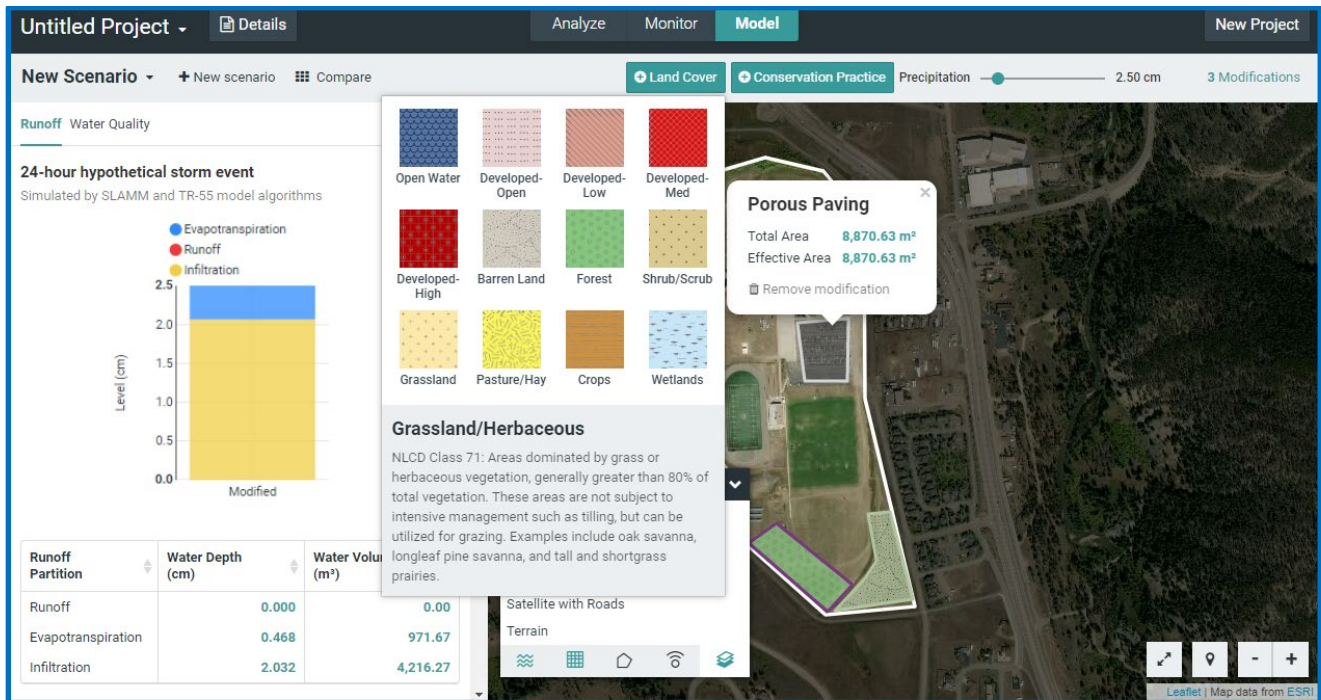 Untitled Project
Details
Analyze
Monitor
Model
New Project
New Scenario
+ New scenario
Compare
Land Cover
Conservation Practice
Precipitation
2.50 cm
3 Modifications
Runoff
Water Quality
24-hour hypothetical storm event
Simulated by SLAMM and TR-55 model algorithms
Evapotranspiration
Runoff
Infiltration
2.5
2.0
1.5
1.0
0.5
0.0
Level (cm)
Modified
Runoff Partition
Water Depth (cm)
(m³)
Runoff
0.000
0.00
Evapotranspiration
0.468
971.67
Infiltration
2.032
4,216.27
Open Water
Developed-Open
Developed-Low
Developed-Med
Developed-High
Barren Land
Forest
Shrub/Scrub
Grassland
Pasture/Hay
Crops
Wetlands
Grassland/Herbaceous
NLCD Class 71: Areas dominated by grass or
herbaceous vegetation, generally greater than 80% of
total vegetation. These areas are not subject to
intensive management such as tilling, but can be
utilized for grazing. Examples include oak savanna,
longleaf pine savanna, and tall and shortgrass
prairies.
Porous Paving
Total Area 8,870.63 m²
Effective Area 8,870.63 m²
Remove modification
Satellite with Roads
Terrain
Leaflet | Map data from ESRI